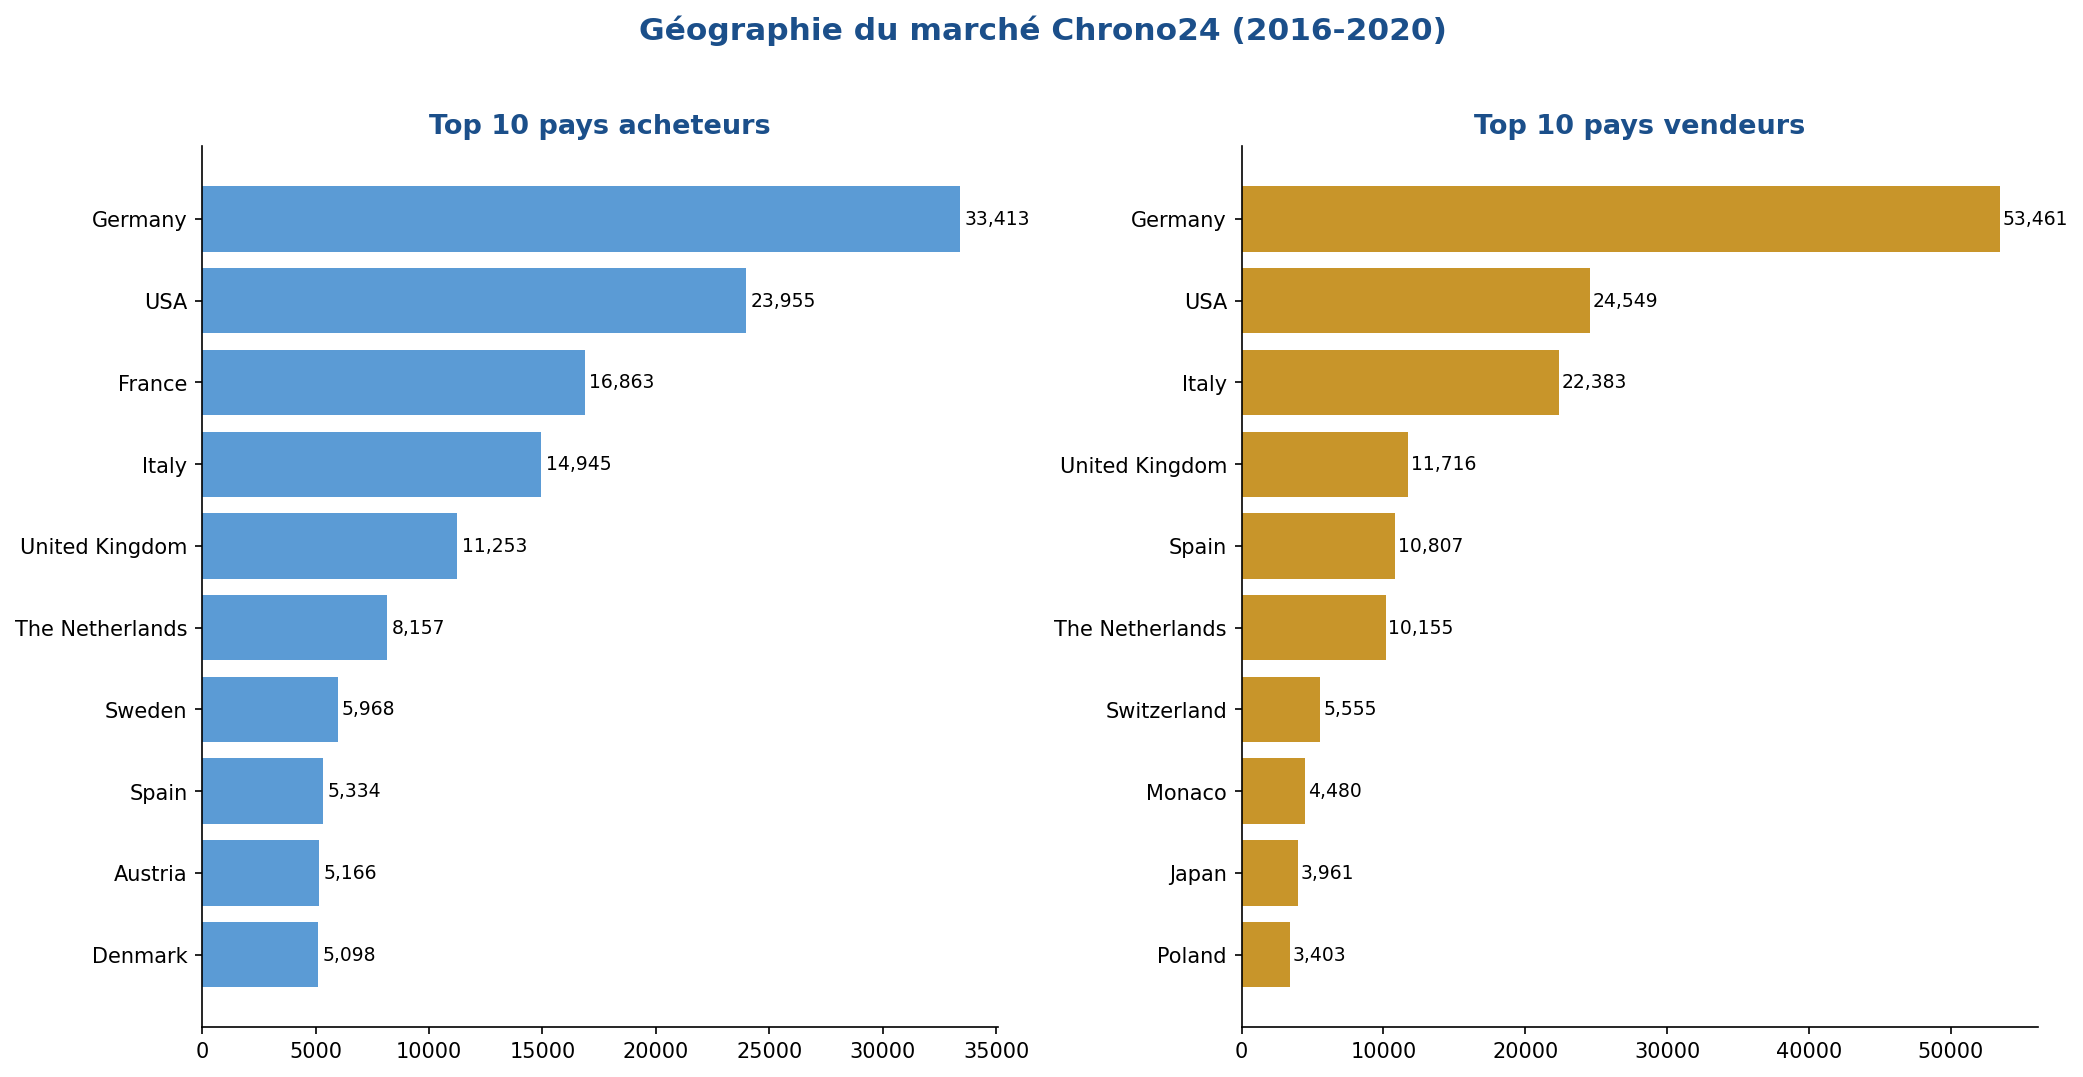 Géographie du marché Chrono24 (2016-2020)
Top 10 pays acheteurs
Germany 33,413
USA 23,955
France 16,863
Italy 14,945
United Kingdom 11,253
The Netherlands 8,157
Sweden 5,968
Spain 5,334
Austria 5,166
Denmark 5,098
0 5000 10000 15000 20000 25000 30000 35000
Top 10 pays vendeurs
Germany 53,461
USA 24,549
Italy 22,383
United Kingdom 11,716
Spain 10,807
The Netherlands 10,155
Switzerland 5,555
Monaco 4,480
Japan 3,961
Poland 3,403
0 10000 20000 30000 40000 50000